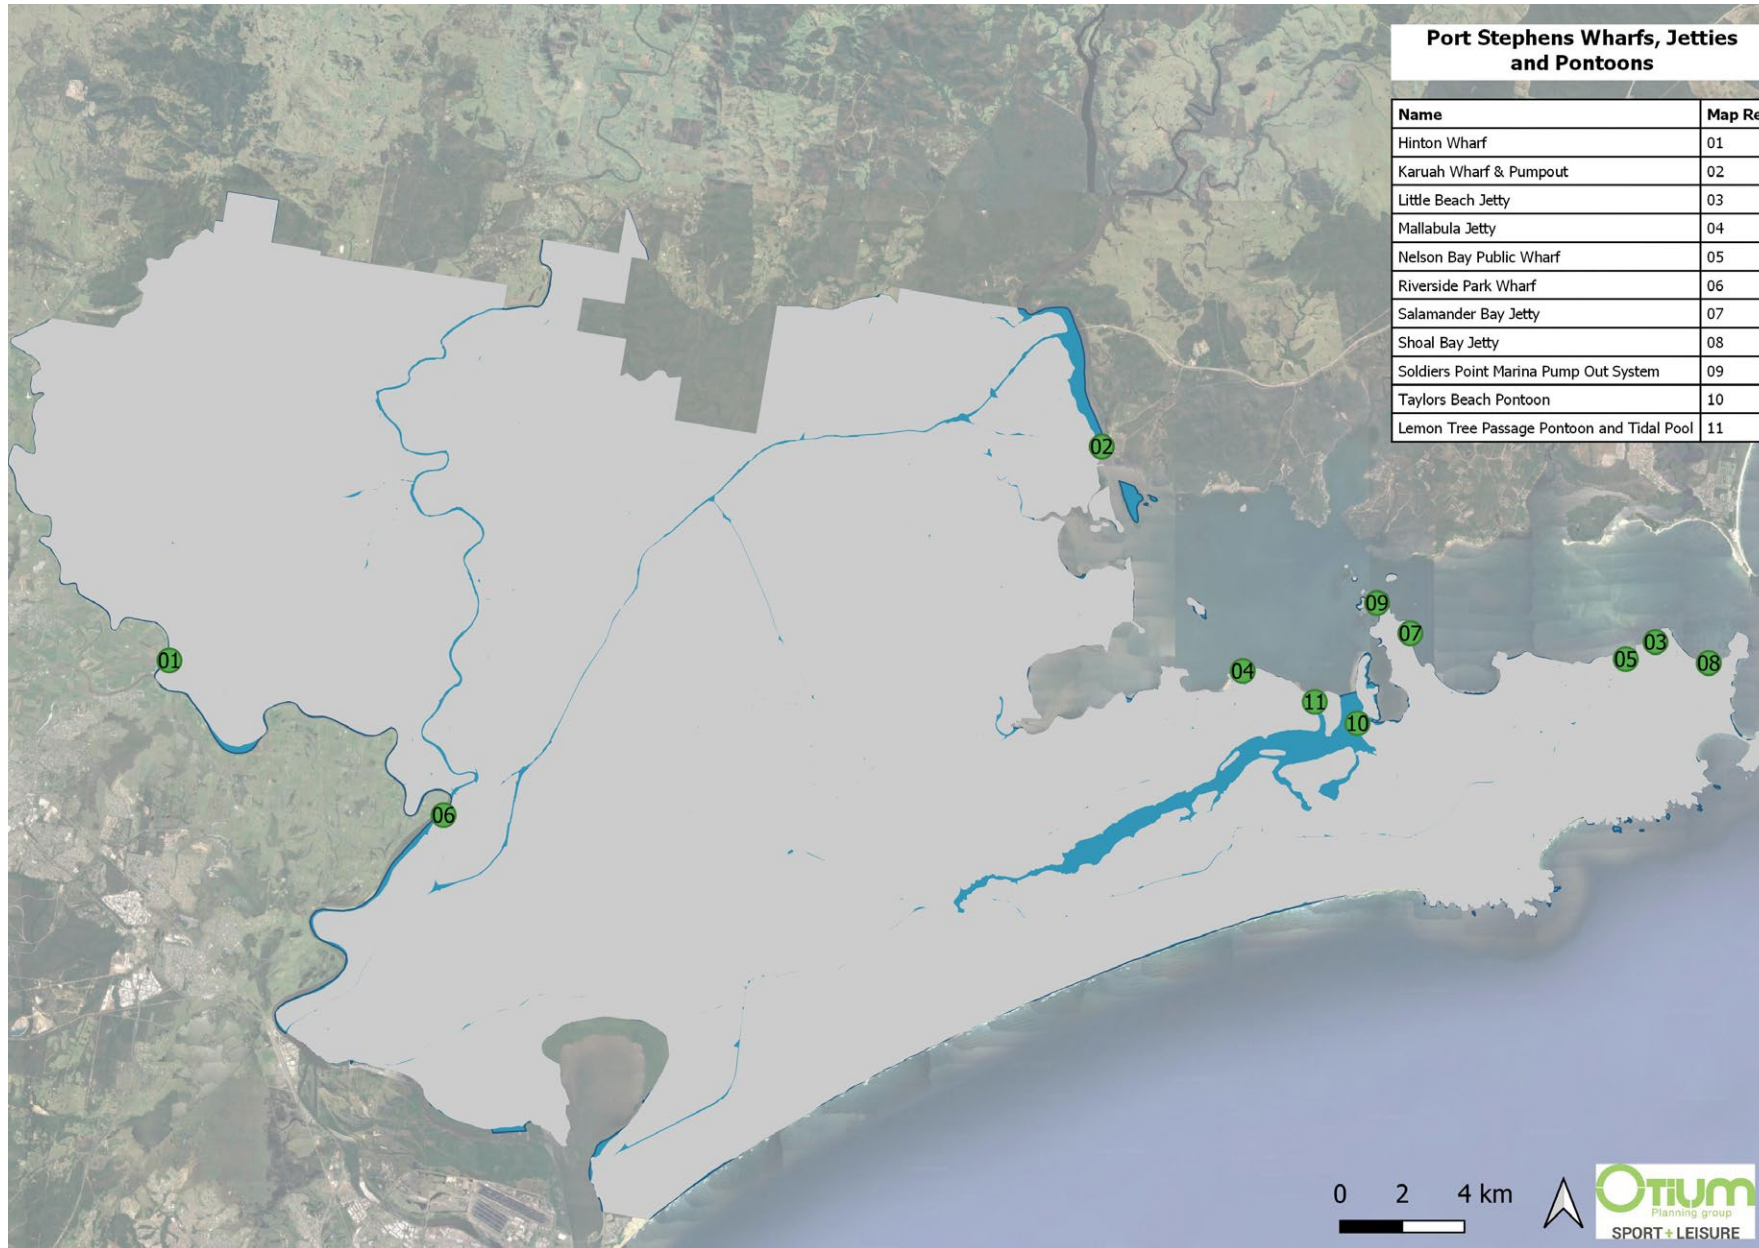 Port Stephens Wharfs, Jetties
and Pontoons
Name Map Re
Hinton Wharf 01
Karuah Wharf & Pumpout 02
Little Beach Jetty 03
Mallabula Jetty 04
Nelson Bay Public Wharf 05
Riverside Park Wharf 06
Salamander Bay Jetty 07
Shoal Bay Jetty 08
Soldiers Point Marina Pump Out System 09
Taylors Beach Pontoon 10
Lemon Tree Passage Pontoon and Tidal Pool 11
02
09
07
03
05
08
01
04
11
10
06
0 2 4 km
OTIUM
Planning group
SPORT + LEISURE